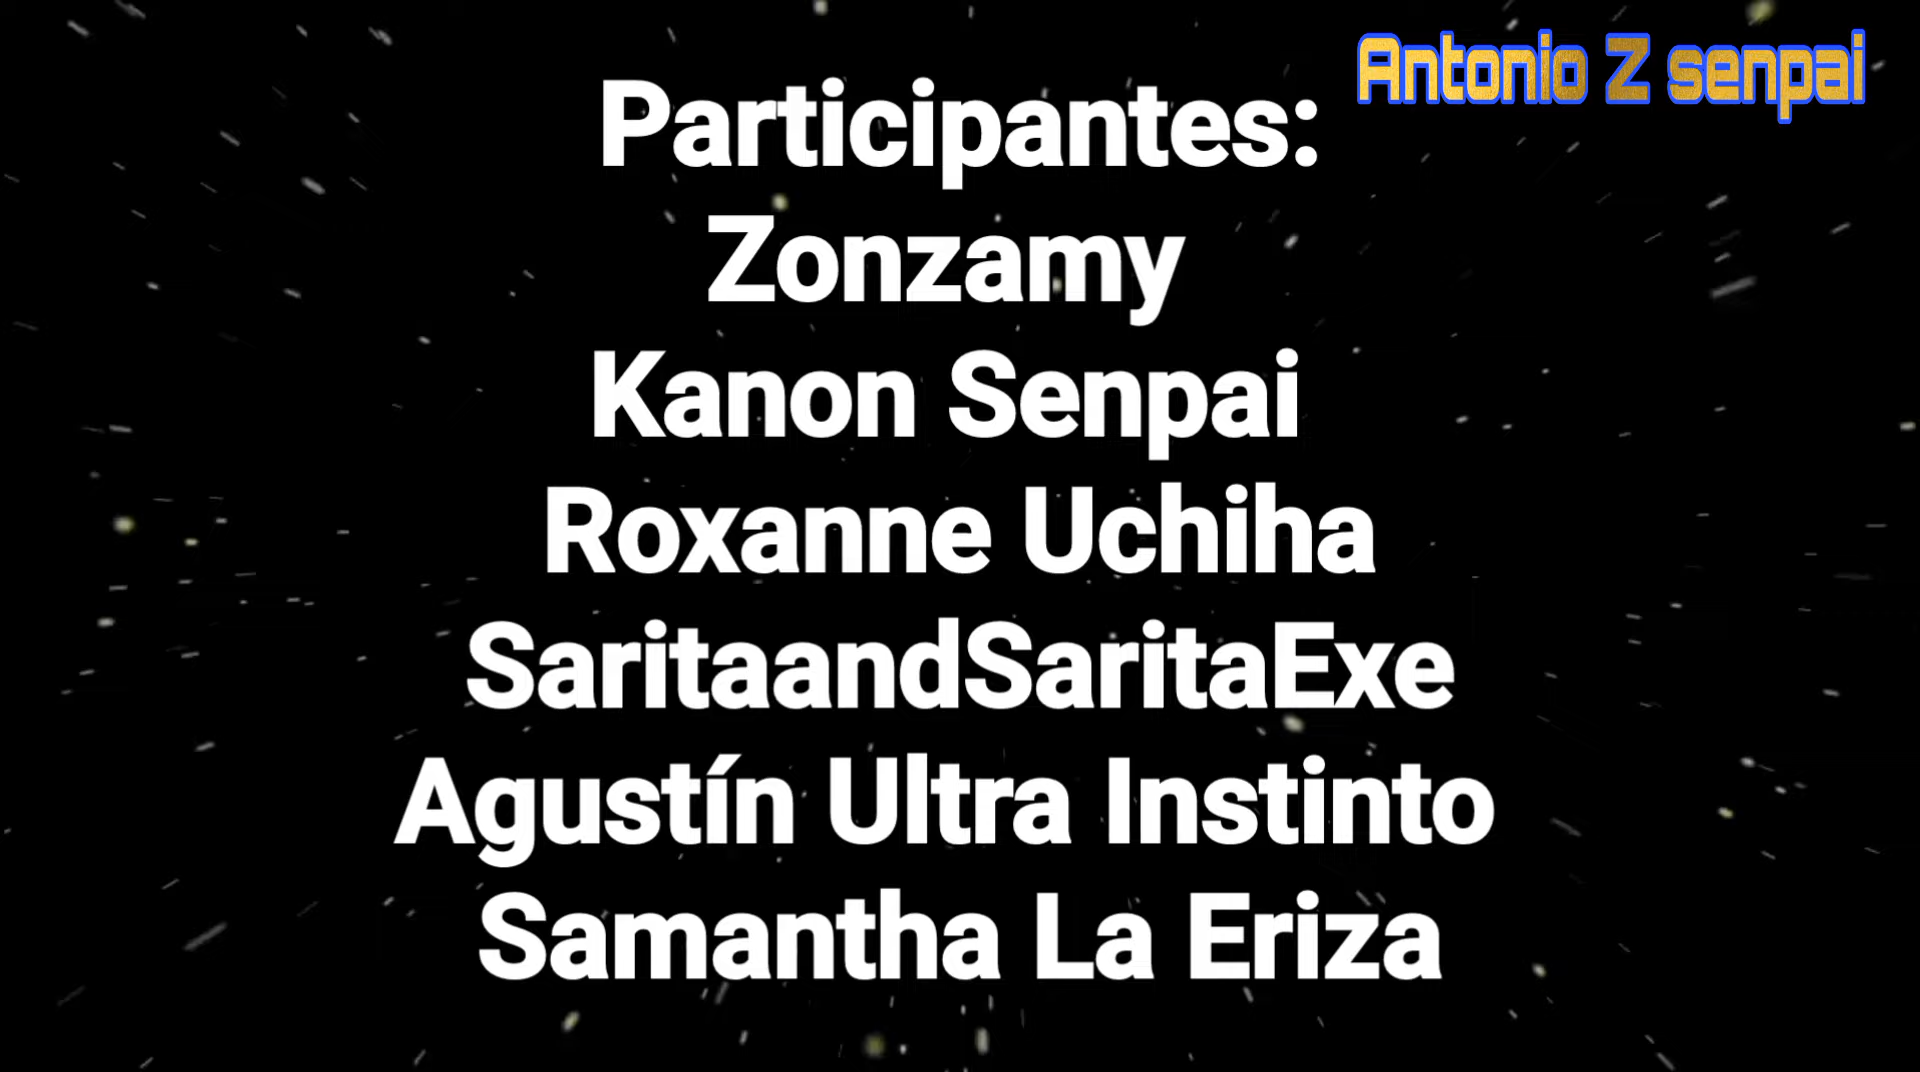 Antonio Z senpai
Participantes:
Zonzamy
Kanon Senpai
Roxanne Uchiha
SaritaandSaritaExe
Agustín Ultra Instinto
Samantha La Eriza